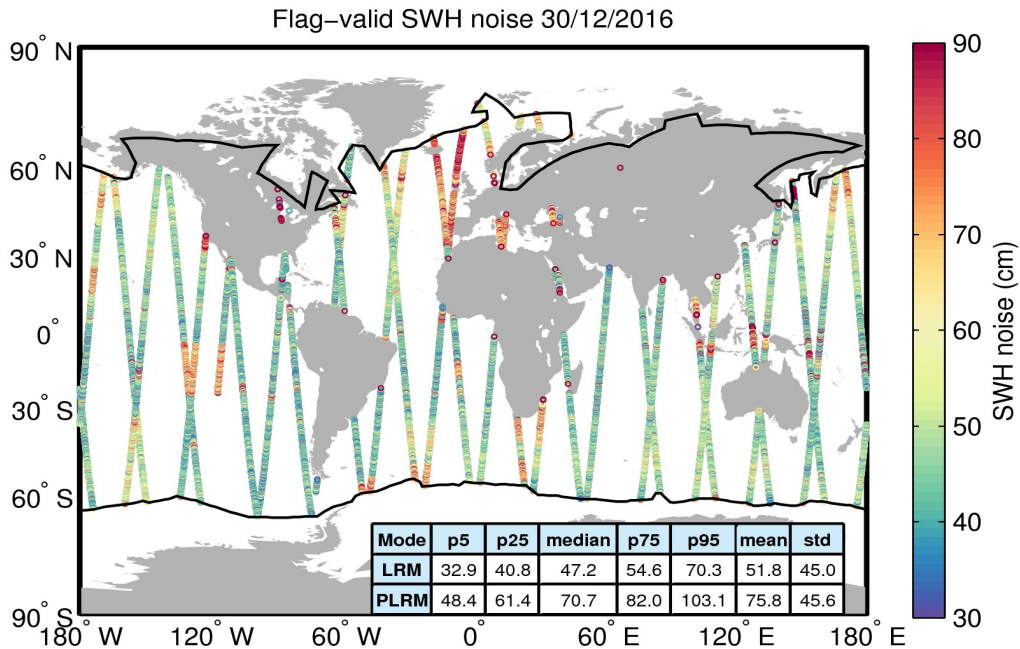 Flag−valid SWH noise 30/12/2016
90° N
60° N
30° N
0°
30° S
60° S
90° S
180° W
120° W
60° W
0°
60° E
120° E
180° E
Mode p5 p25 median p75 p95 mean std
LRM 32.9 40.8 47.2 54.6 70.3 51.8 45.0
PLRM 48.4 61.4 70.7 82.0 103.1 75.8 45.6
90
80
70
60
50
40
30
SWH noise (cm)